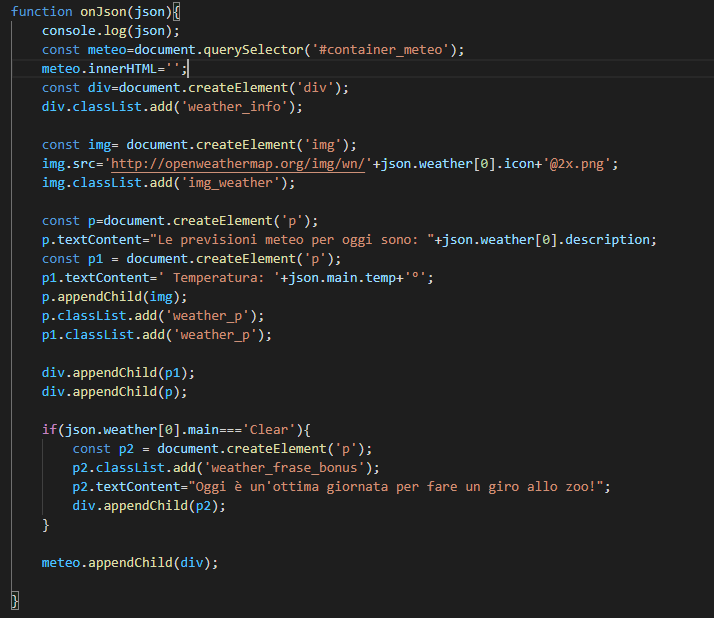 function onJson(json){
console.log(json);
const meteo=document.querySelector('#container_meteo');
meteo.innerHTML='';
const div=document.createElement('div');
div.classList.add('weather_info');
const img= document.createElement('img');
img.src='http://openweathermap.org/img/wn/'+json.weather[0].icon+'@2x.png';
img.classList.add('img_weather');
const p=document.createElement('p');
p.textContent="Le previsioni meteo per oggi sono: "+json.weather[0].description;
const p1 = document.createElement('p');
p1.textContent=' Temperatura: '+json.main.temp+'°';
p.appendChild(img);
p.classList.add('weather_p');
p1.classList.add('weather_p');
div.appendChild(p1);
div.appendChild(p);
if(json.weather[0].main==='Clear'){
const p2 = document.createElement('p');
p2.classList.add('weather_frase_bonus');
p2.textContent="Oggi è un'ottima giornata per fare un giro allo zoo!";
div.appendChild(p2);
}
meteo.appendChild(div);
}